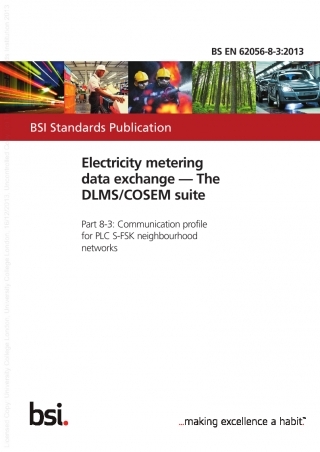 BS EN 62056-8-3:2013
BSI Standards Publication
Electricity metering
data exchange — The
DLMS/COSEM suite
Part 8-3: Communication profile
for PLC S-FSK neighbourhood
networks
bsi.
...making excellence a habit.™